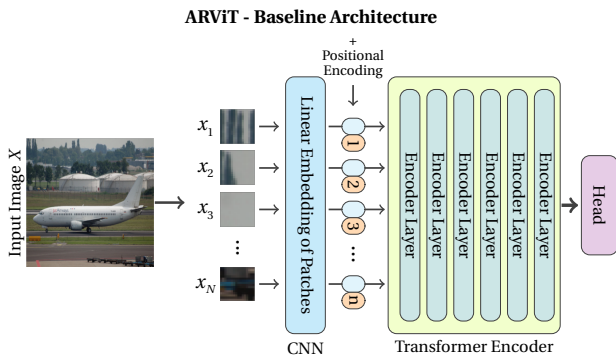 ARViT - Baseline Architecture
+
Positional
Encoding
Input Image X
x₁
x₂
x₃
...
x_N
Linear Embedding of Patches
1
2
3
...
n
Encoder Layer
Encoder Layer
Encoder Layer
Encoder Layer
Encoder Layer
Encoder Layer
Head
CNN
Transformer Encoder